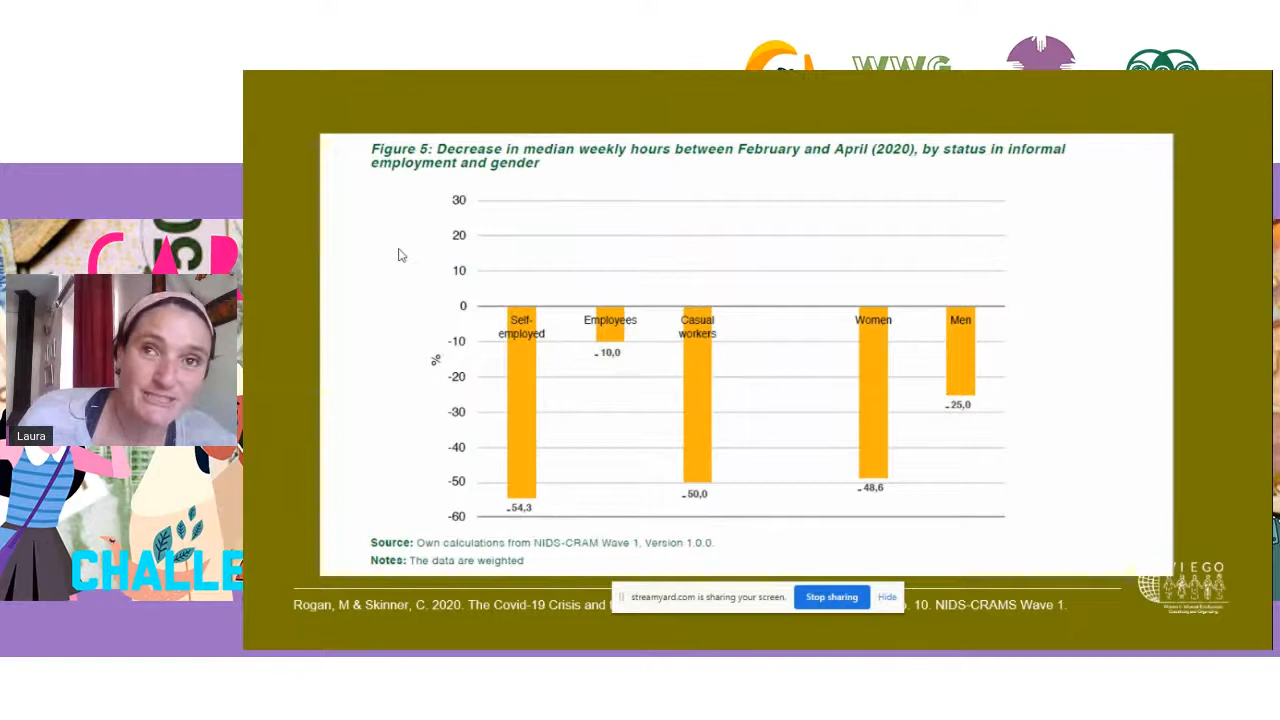 WWG
Figure 5: Decrease in median weekly hours between February and April (2020), by status in informal
employment and gender
30
20
10
0
-10
-20
-30
-40
-50
-60
%
Self-
employed
Employees
Casual
workers
Women
Men
-54,3
-10,0
-50,0
-48,6
-25,0
Source: Own calculations from NIDS-CRAM Wave 1, Version 1.0.0.
Notes: The data are weighted
Laura
CHALLE
streamyard.com is sharing your screen.
Stop sharing
Hide
Rogan, M & Skinner, C. 2020. The Covid-19 Crisis and
. 10. NIDS-CRAMS Wave 1.
VIEGO